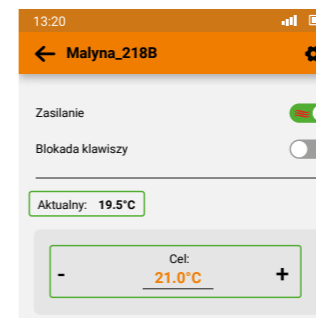 13:20
Malyna_218B
Zasilanie
Blokada klawiszy
Aktualny: 19.5°C
Cel:
- 21.0°C +